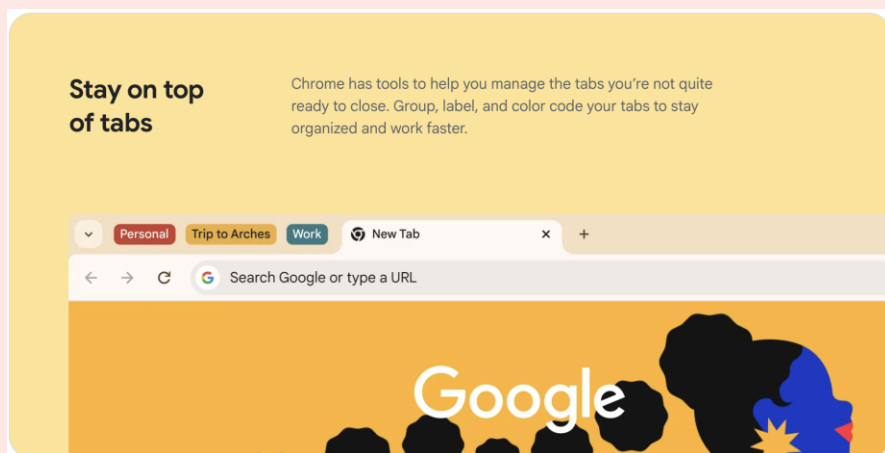 Stay on top
of tabs
Chrome has tools to help you manage the tabs you’re not quite
ready to close. Group, label, and color code your tabs to stay
organized and work faster.
Personal Trip to Arches Work New Tab
Search Google or type a URL
Google